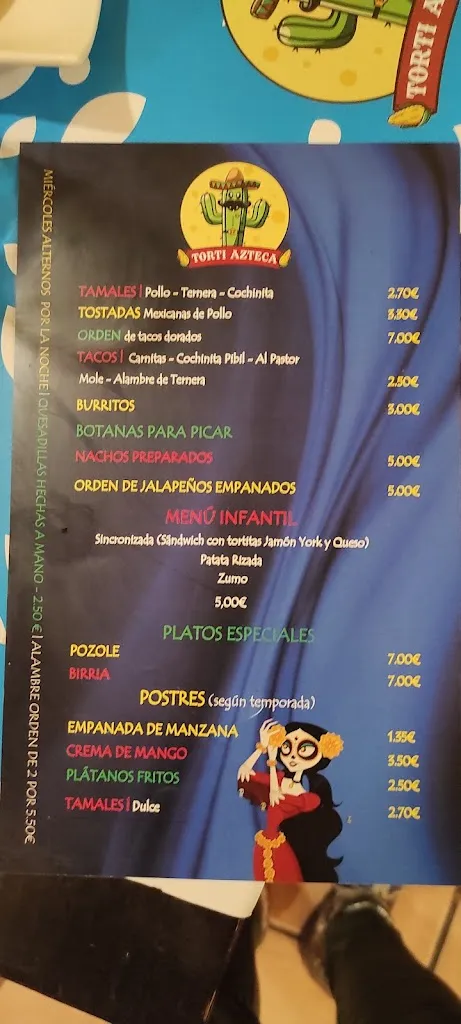 TORTI A
TORTI AZTECA
TAMALES | Pollo - Ternera - Cochinita 2.70€
TOSTADAS Mexicanas de Pollo 3.30€
ORDEN de tacos dorados 7.00€
TACOS | Carnitas - Cochinita Pibil - Al Pastor
Mole - Alambre de Ternera 2.50€
BURRITOS 3.00€
BOTANAS PARA PICAR
NACHOS PREPARADOS 5.00€
ORDEN DE JALAPEÑOS EMPANADOS 5.00€
MENÚ INFANTIL
Sincronizada (Sándwich con tortitas Jamón York y Queso)
Patata Rizada
Zumo
5,00€
PLATOS ESPECIALES
POZOLE 7.00€
BIRRIA 7.00€
POSTRES (según temporada)
EMPANADA DE MANZANA 1.35€
CREMA DE MANGO 3.50€
PLÁTANOS FRITOS 2.50€
TAMALES | Dulce 2.70€
MIÉRCOLES ALTERNOS POR LA NOCHE | QUESADILLAS HECHAS A MANO - 2.50 € | ALAMBRE ORDEN DE 2 POR 5.50€